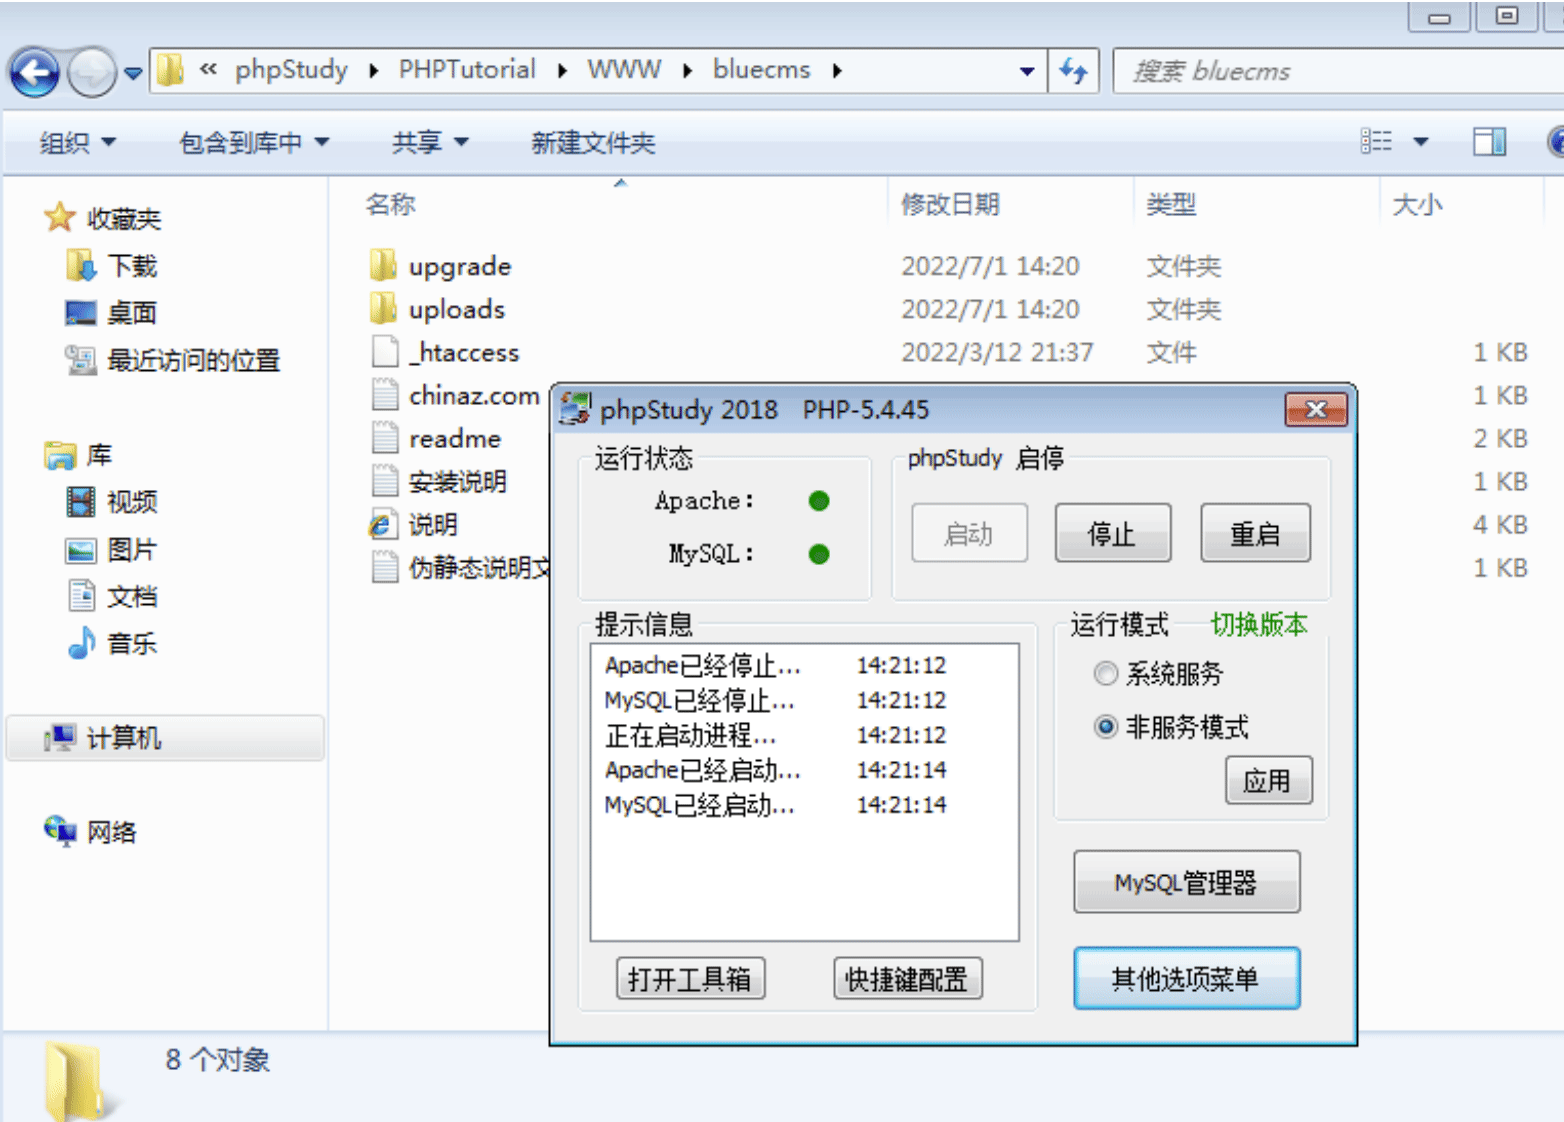 « phpStudy ▸ PHPTutorial ▸ WWW ▸ bluecms ▸
搜索 bluecms
组织 包含到库中 共享 新建文件夹
名称 修改日期 类型 大小
收藏夹
下载
桌面
最近访问的位置
库
视频
图片
文档
音乐
计算机
网络
upgrade 2022/7/1 14:20 文件夹
uploads 2022/7/1 14:20 文件夹
_htaccess 2022/3/12 21:37 文件 1 KB
chinaz.com 1 KB
readme 2 KB
安装说明 1 KB
说明 4 KB
伪静态说明文 1 KB
phpStudy 2018 PHP-5.4.45
运行状态
Apache:
MySQL:
phpStudy 启停
启动 停止 重启
提示信息
Apache已经停止... 14:21:12
MySQL已经停止... 14:21:12
正在启动进程... 14:21:12
Apache已经启动... 14:21:14
MySQL已经启动... 14:21:14
打开工具箱 快捷键配置
运行模式 切换版本
系统服务
非服务模式
应用
MySQL管理器
其他选项菜单
8 个对象